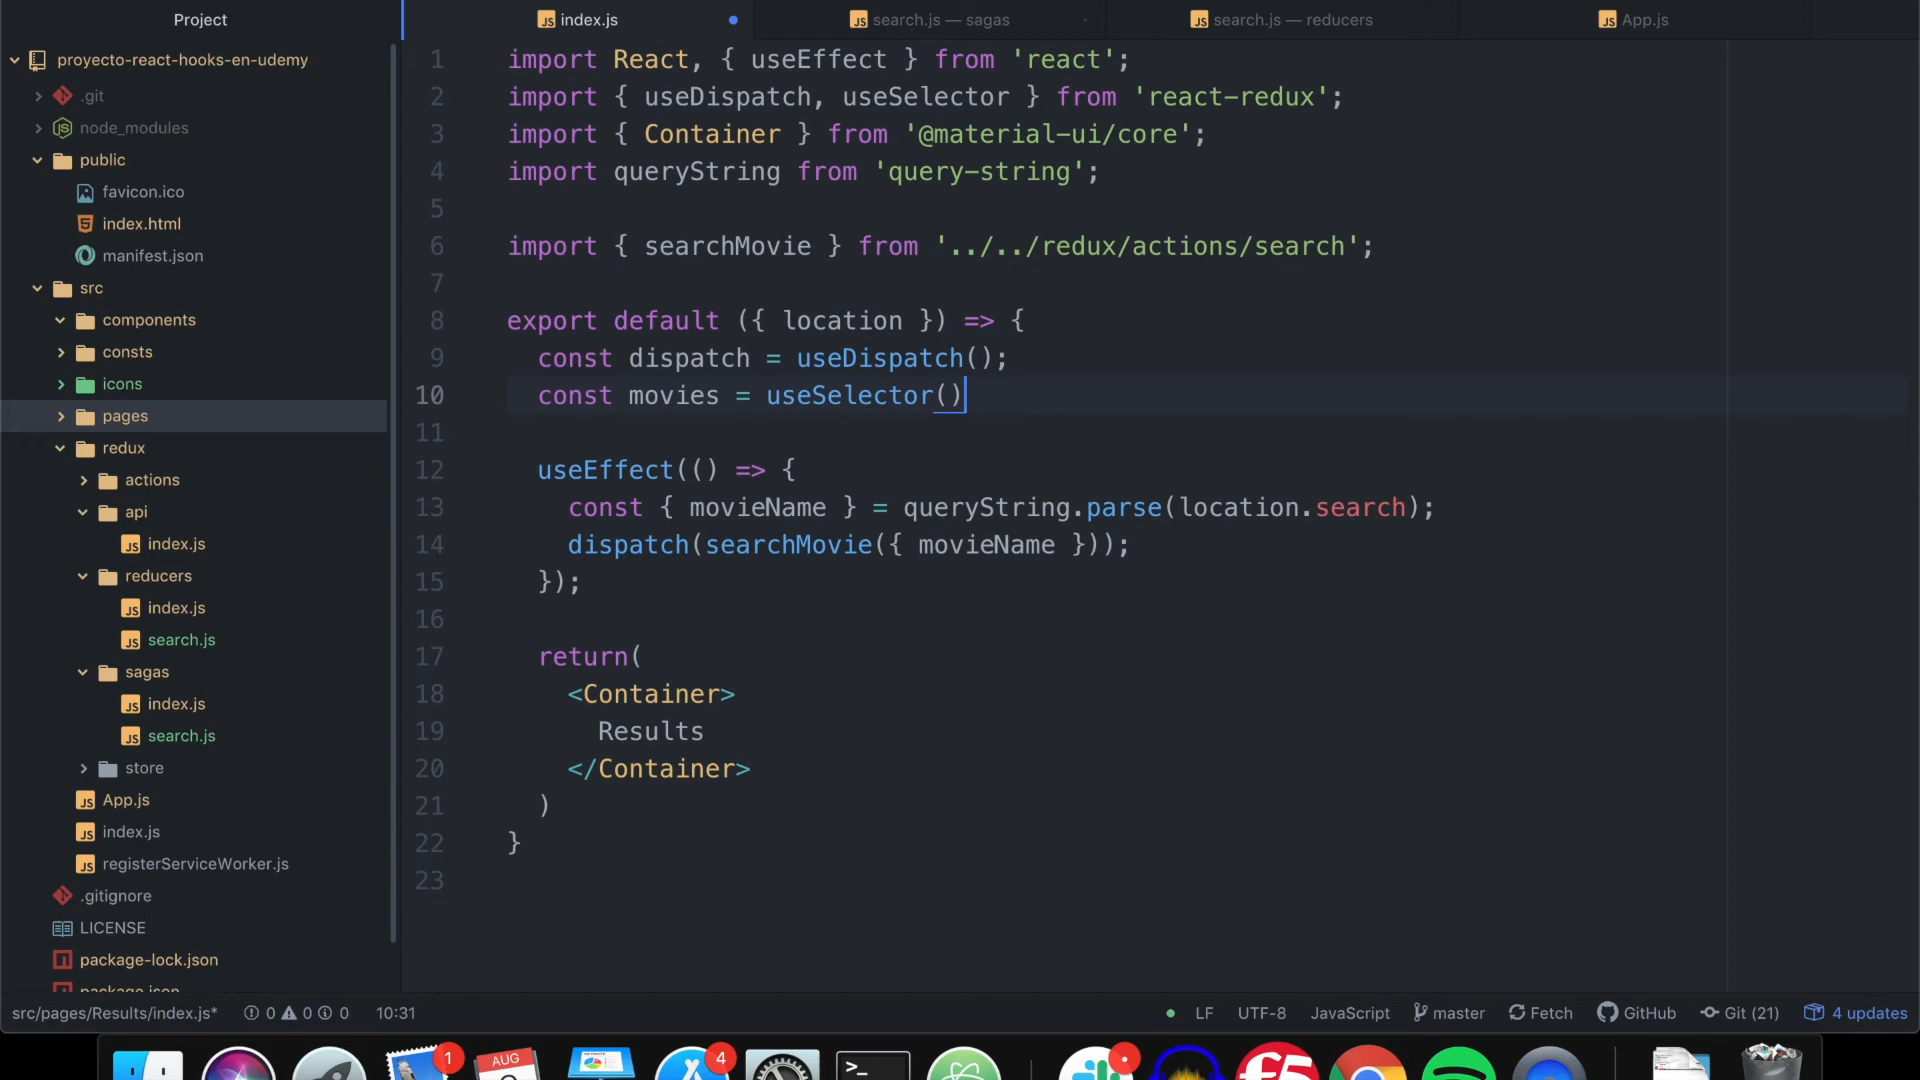 Project
proyecto-react-hooks-en-udemy
.git
node_modules
public
favicon.ico
index.html
manifest.json
src
components
consts
icons
pages
redux
actions
api
index.js
reducers
index.js
search.js
sagas
index.js
search.js
store
App.js
index.js
registerServiceWorker.js
.gitignore
LICENSE
package-lock.json
package.json
index.js
search.js — sagas
search.js — reducers
App.js
1 import React, { useEffect } from 'react';
2 import { useDispatch, useSelector } from 'react-redux';
3 import { Container } from '@material-ui/core';
4 import queryString from 'query-string';
5
6 import { searchMovie } from '../../redux/actions/search';
7
8 export default ({ location }) => {
9 const dispatch = useDispatch();
10 const movies = useSelector()
11
12 useEffect(() => {
13 const { movieName } = queryString.parse(location.search);
14 dispatch(searchMovie({ movieName }));
15 });
16
17 return(
18 <Container>
19 Results
20 </Container>
21 )
22 }
23
src/pages/Results/index.js* 0 0 0 10:31 LF UTF-8 JavaScript master Fetch GitHub Git (21) 4 updates
1 AUG 4 >_ f5